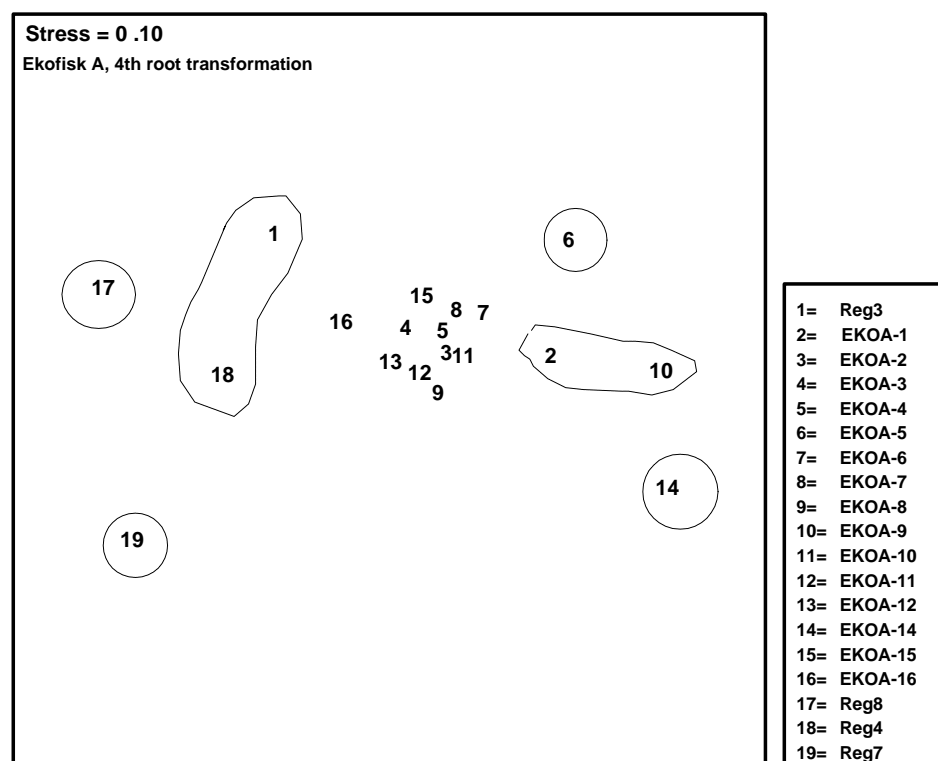 Stress = 0 .10
Ekofisk A, 4th root transformation
1
6
17
15
8
7
16
4
5
3
11
2
13
12
18
10
9
14
19
1= Reg3
2= EKOA-1
3= EKOA-2
4= EKOA-3
5= EKOA-4
6= EKOA-5
7= EKOA-6
8= EKOA-7
9= EKOA-8
10= EKOA-9
11= EKOA-10
12= EKOA-11
13= EKOA-12
14= EKOA-14
15= EKOA-15
16= EKOA-16
17= Reg8
18= Reg4
19= Reg7